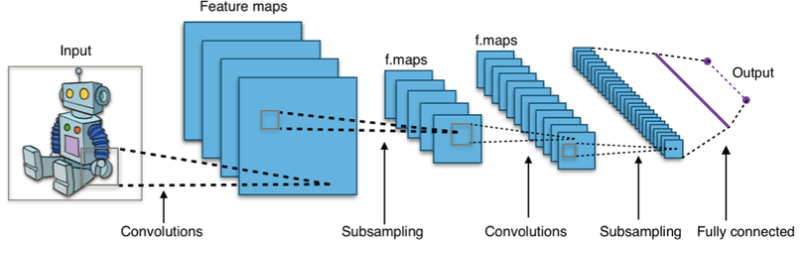 Feature maps
Input
f.maps
f.maps
Output
Convolutions
Subsampling
Convolutions
Subsampling
Fully connected